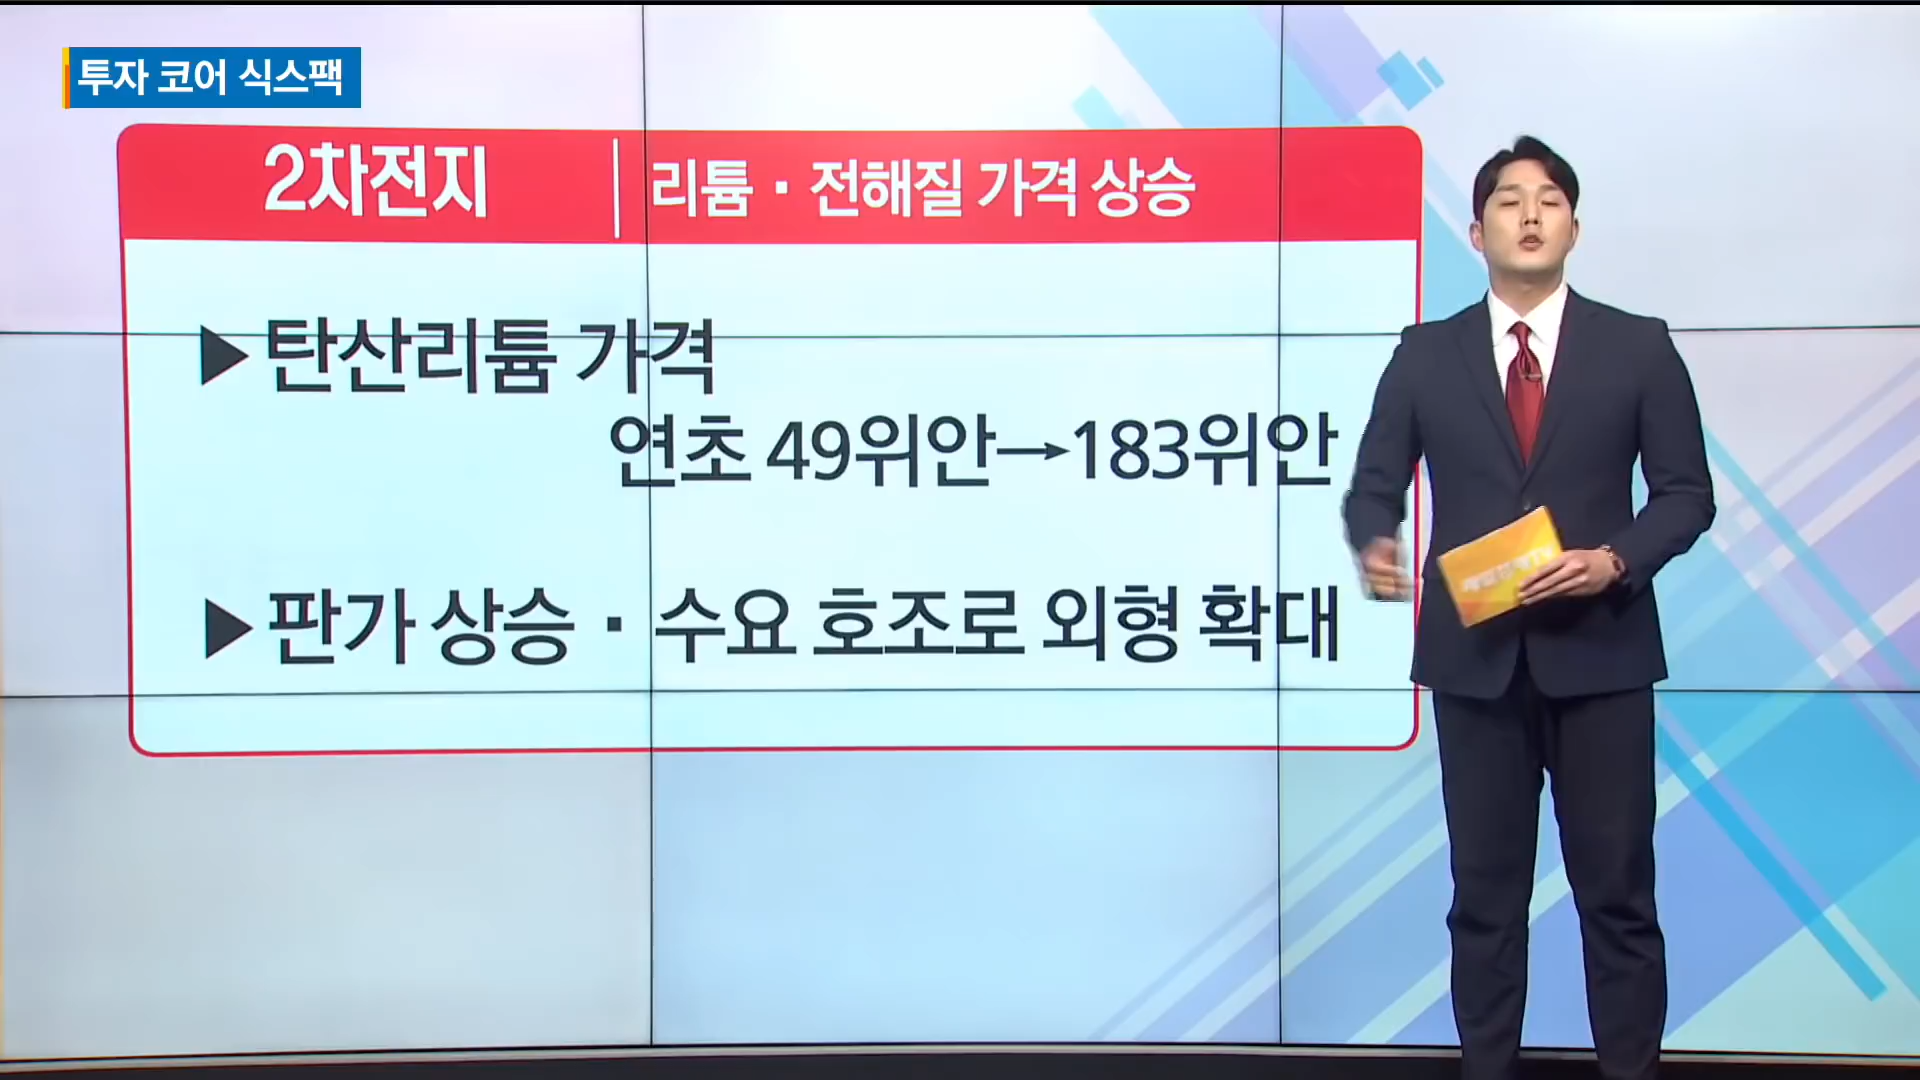 투자 코어 식스팩
2차전지
리튬·전해질 가격 상승
▶탄산리튬 가격
연초 49위안→183위안
▶판가 상승·수요 호조로 외형 확대